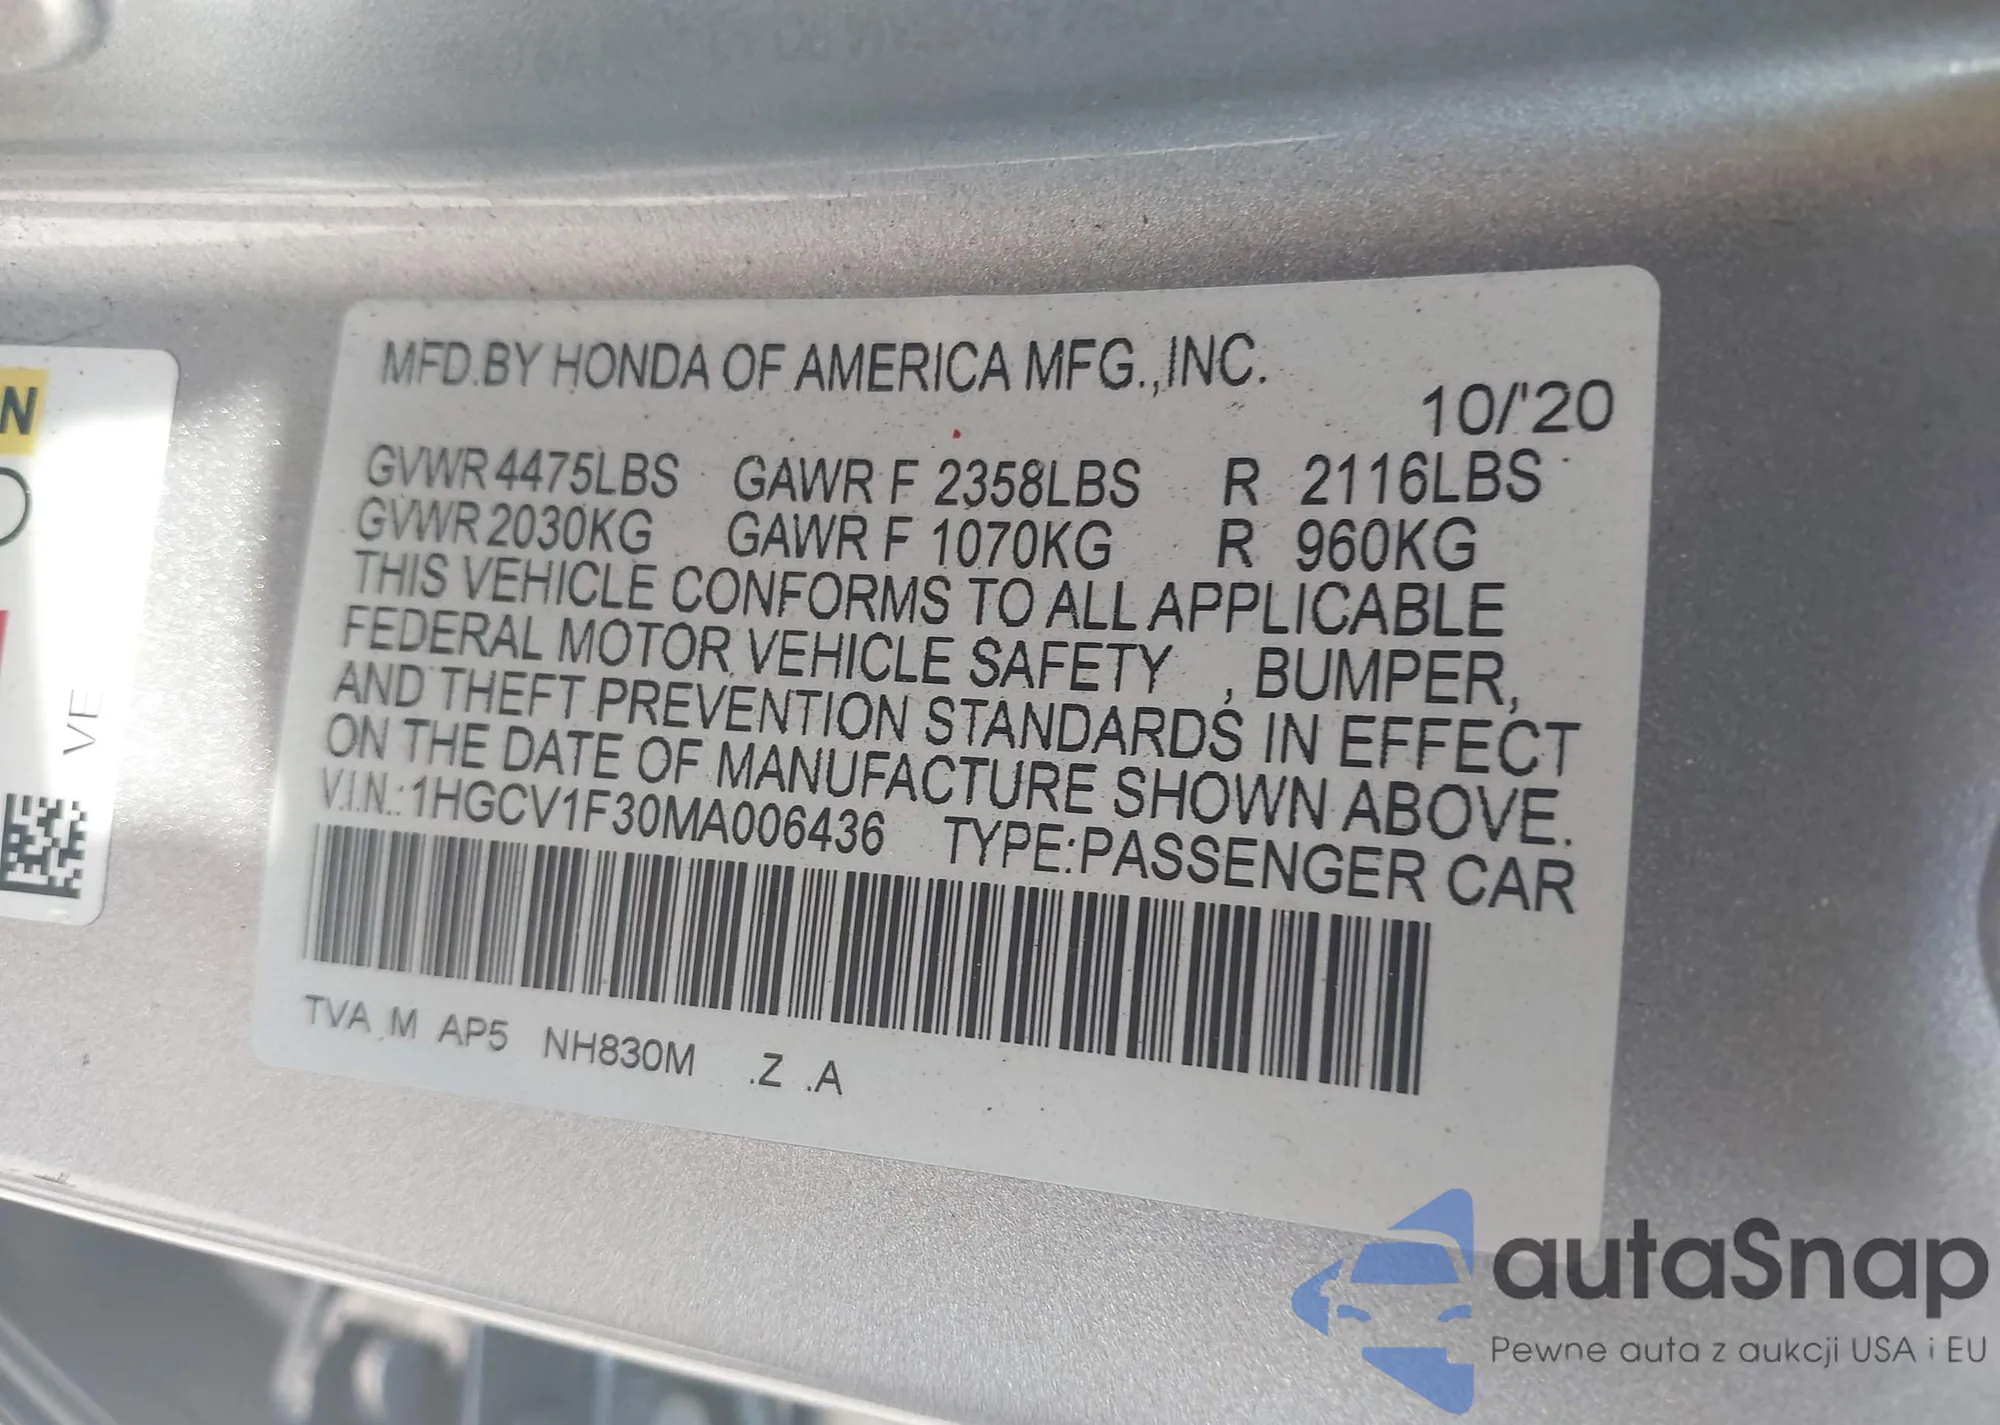 MFD.BY HONDA OF AMERICA MFG.,INC.
10/'20
GVWR 4475LBS GAWR F 2358LBS R 2116LBS
GVWR 2030KG GAWR F 1070KG R 960KG
THIS VEHICLE CONFORMS TO ALL APPLICABLE
FEDERAL MOTOR VEHICLE SAFETY , BUMPER,
AND THEFT PREVENTION STANDARDS IN EFFECT
ON THE DATE OF MANUFACTURE SHOWN ABOVE.
V.I.N.: 1HGCV1F30MA006436 TYPE:PASSENGER CAR
TVA M AP5 NH830M .Z .A
N
VE
autaSnap
Pewne auta z aukcji USA i EU